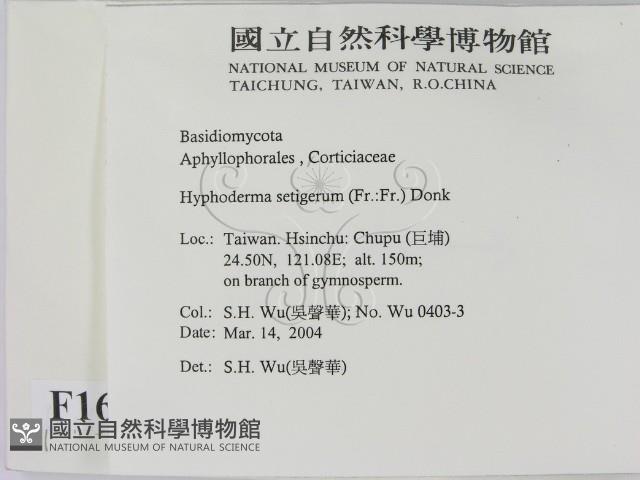 國立自然科學博物館
NATIONAL MUSEUM OF NATURAL SCIENCE
TAICHUNG, TAIWAN, R.O.CHINA
Basidiomycota
Aphyllophorales , Corticiaceae
Hyphoderma setigerum (Fr.:Fr.) Donk
Loc.: Taiwan. Hsinchu: Chupu (巨埔)
24.50N, 121.08E; alt. 150m;
on branch of gymnosperm.
Col.: S.H. Wu(吳聲華); No. Wu 0403-3
Date: Mar. 14, 2004
Det.: S.H. Wu(吳聲華)
F16
國立自然科學博物館
NATIONAL MUSEUM OF NATURAL SCIENCE